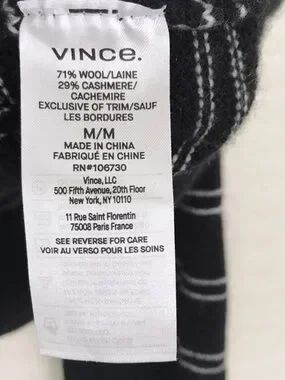 VINCE.
71% WOOL/LAINE
29% CASHMERE/
CACHEMIRE
EXCLUSIVE OF TRIM/SAUF
LES BORDURES
M/M
MADE IN CHINA
FABRIQUÉ EN CHINE
RN#106730
Vince, LLC
500 Fifth Avenue, 20th Floor
New York, NY 10110
11 Rue Saint Florentin
75008 Paris France
SEE REVERSE FOR CARE
VOIR AU VERSO POUR LES SOINS